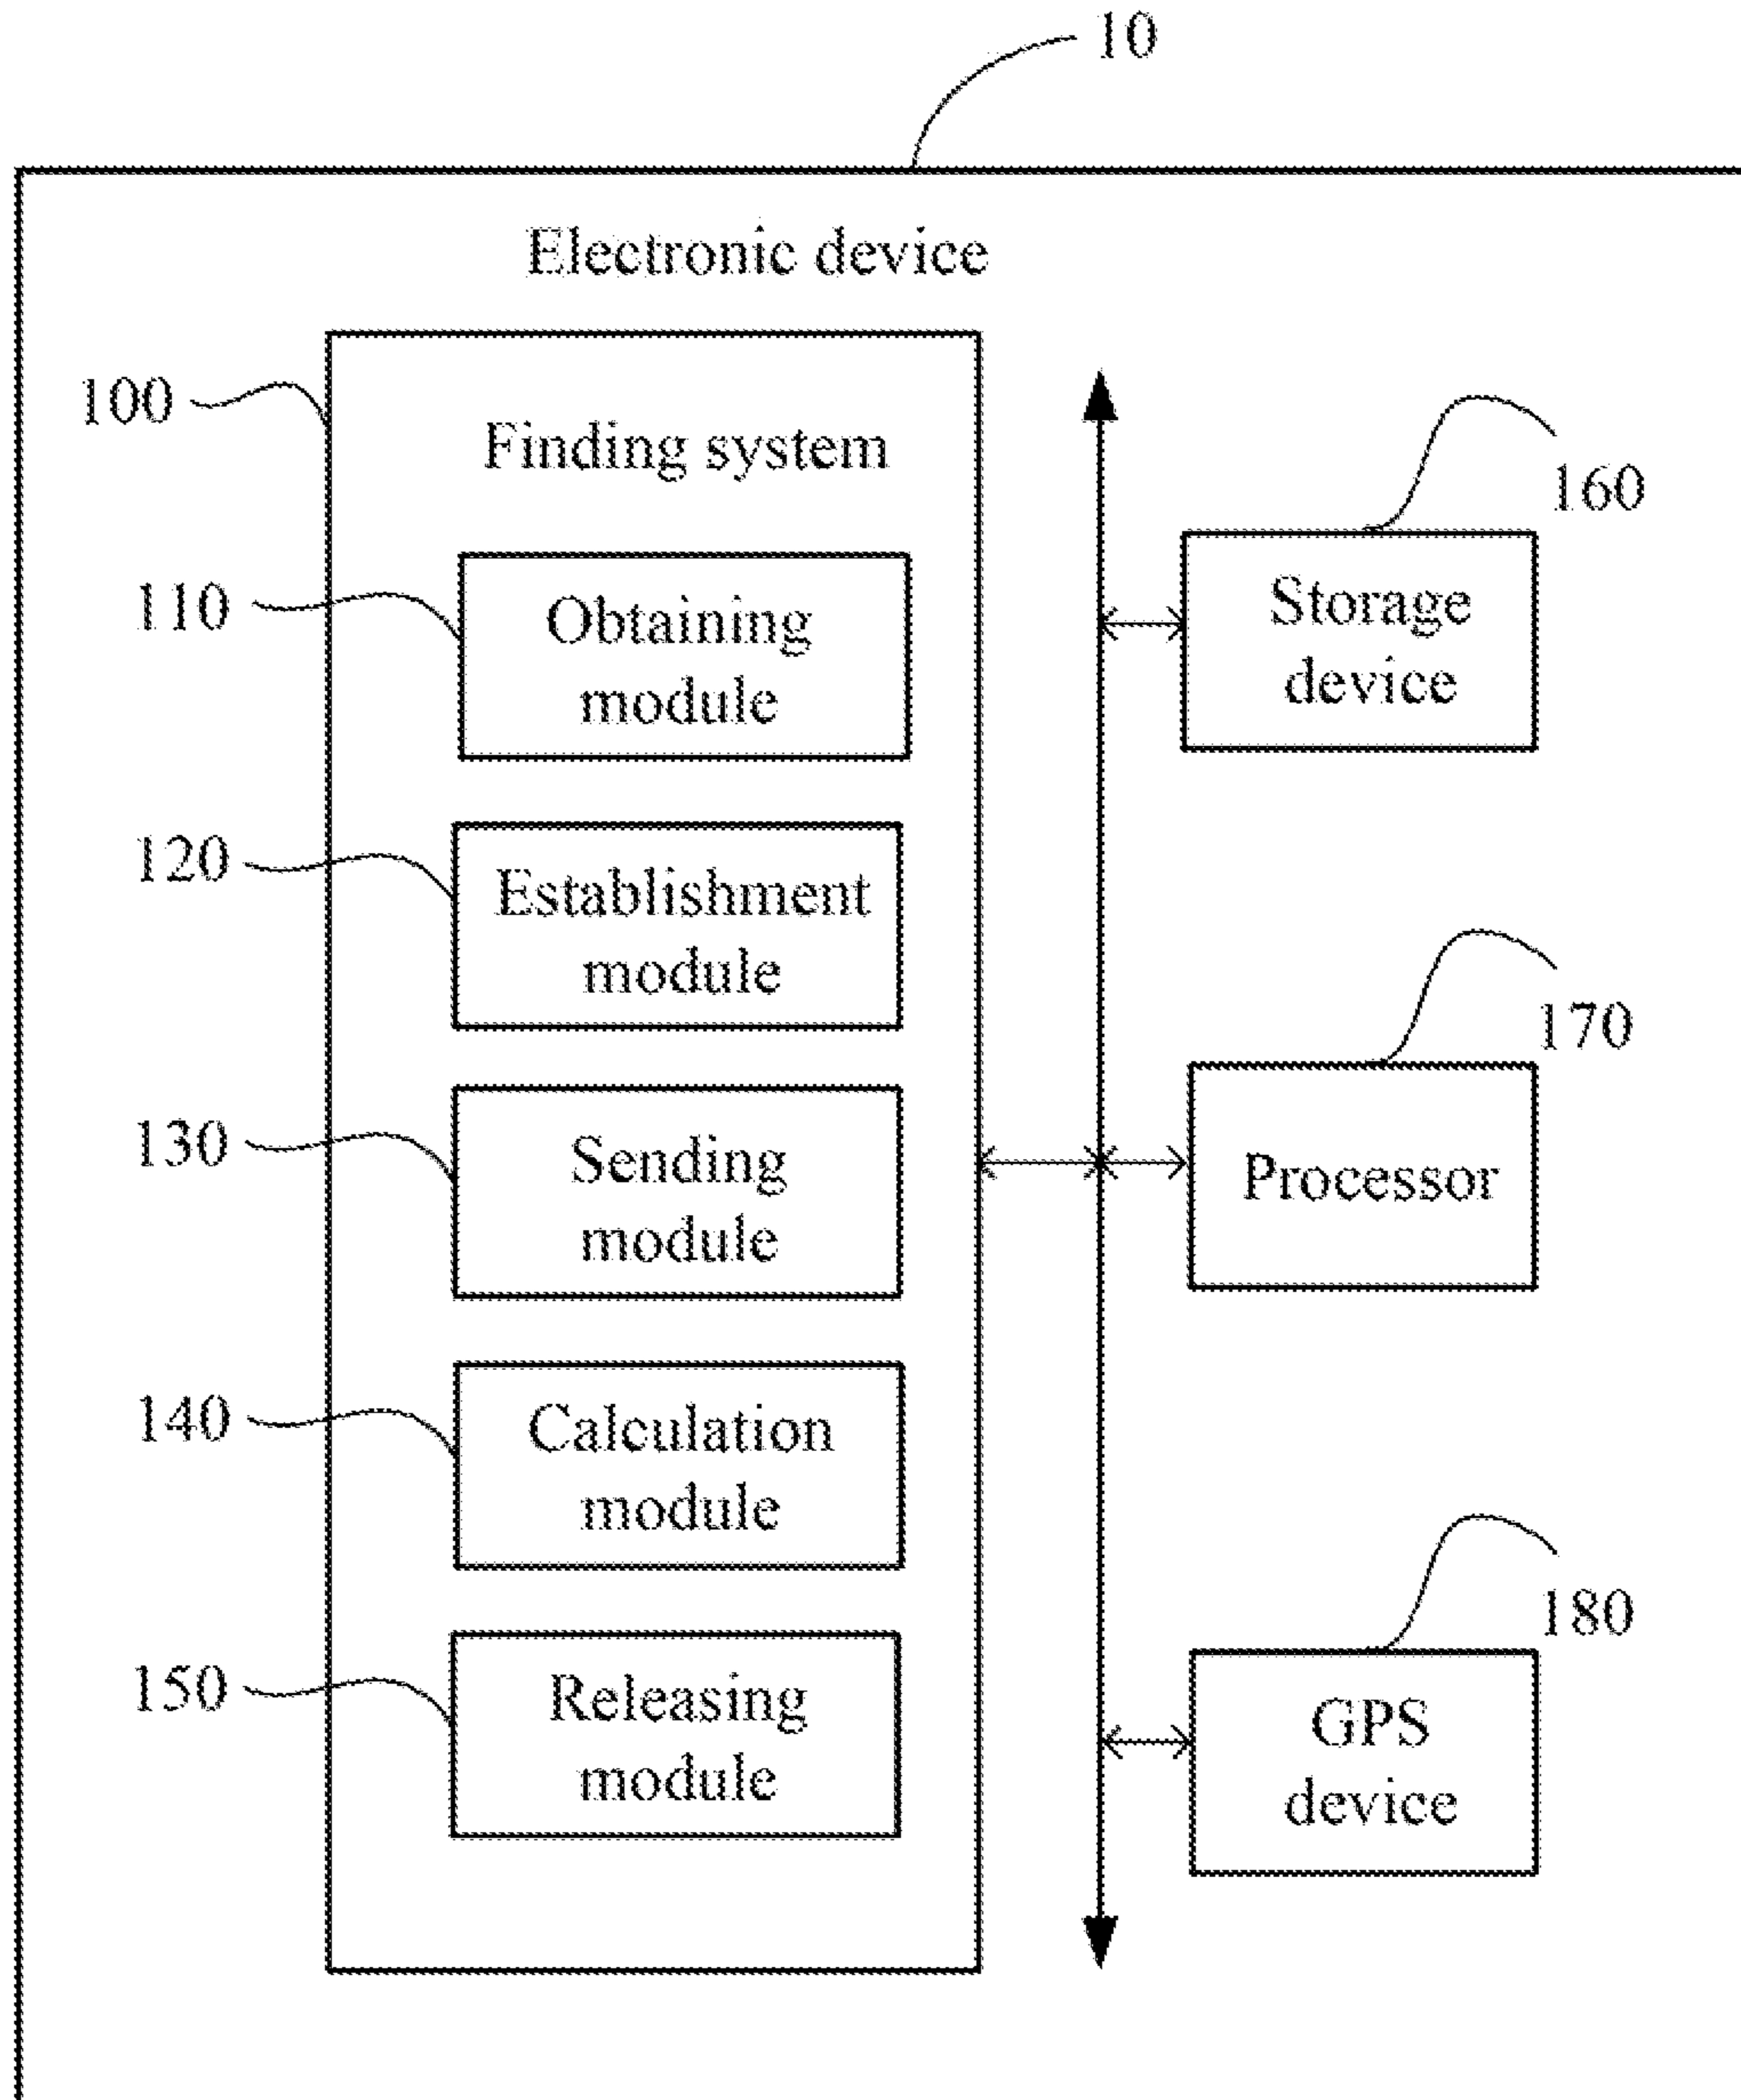 10
Electronic device
100
Finding system
110
Obtaining
module
120
Establishment
module
130
Sending
module
140
Calculation
module
150
Releasing
module
160
Storage
device
170
Processor
180
GPS
device